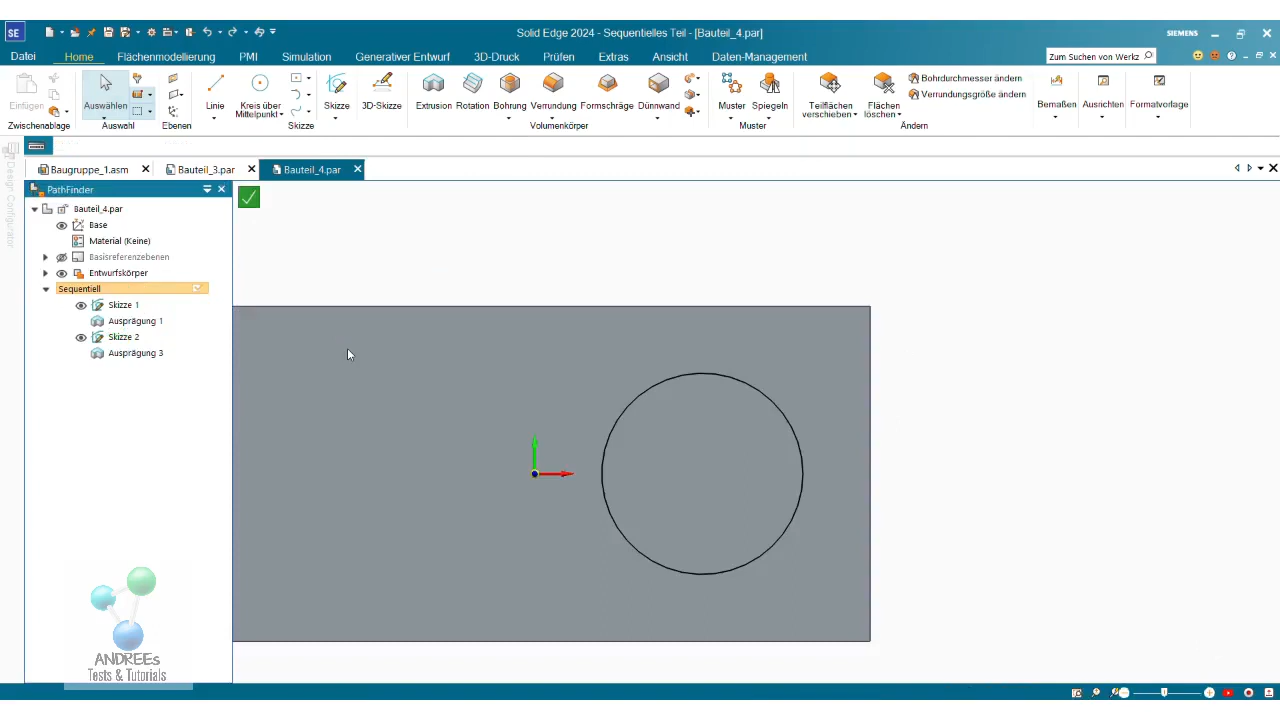 SE
Solid Edge 2024 - Sequentielles Teil - [Bauteil_4.par]
SIEMENS
Datei Home Flächenmodellierung PMI Simulation Generativer Entwurf 3D-Druck Prüfen Extras Ansicht Daten-Management
Zum Suchen von Werkz
Einfügen
Zwischenablage
Auswählen
Auswahl
Ebenen
Linie
Kreis über
Mittelpunkt
Skizze
Skizze
3D-Skizze
Extrusion
Rotation
Bohrung
Verrundung
Formschräge
Dünnwand
Volumenkörper
Muster
Spiegeln
Muster
Teilflächen
verschieben
Flächen
löschen
Bohrdurchmesser ändern
Verrundungsgröße ändern
Ändern
Bemaßen
Ausrichten
Formatvorlage
Design Configurator
Baugruppe_1.asm
Bauteil_3.par
Bauteil_4.par
PathFinder
Bauteil_4.par
Base
Material (Keine)
Basisreferenzebenen
Entwurfskörper
Sequentiell
Skizze 1
Ausprägung 1
Skizze 2
Ausprägung 3
ANDREEs
Tests & Tutorials